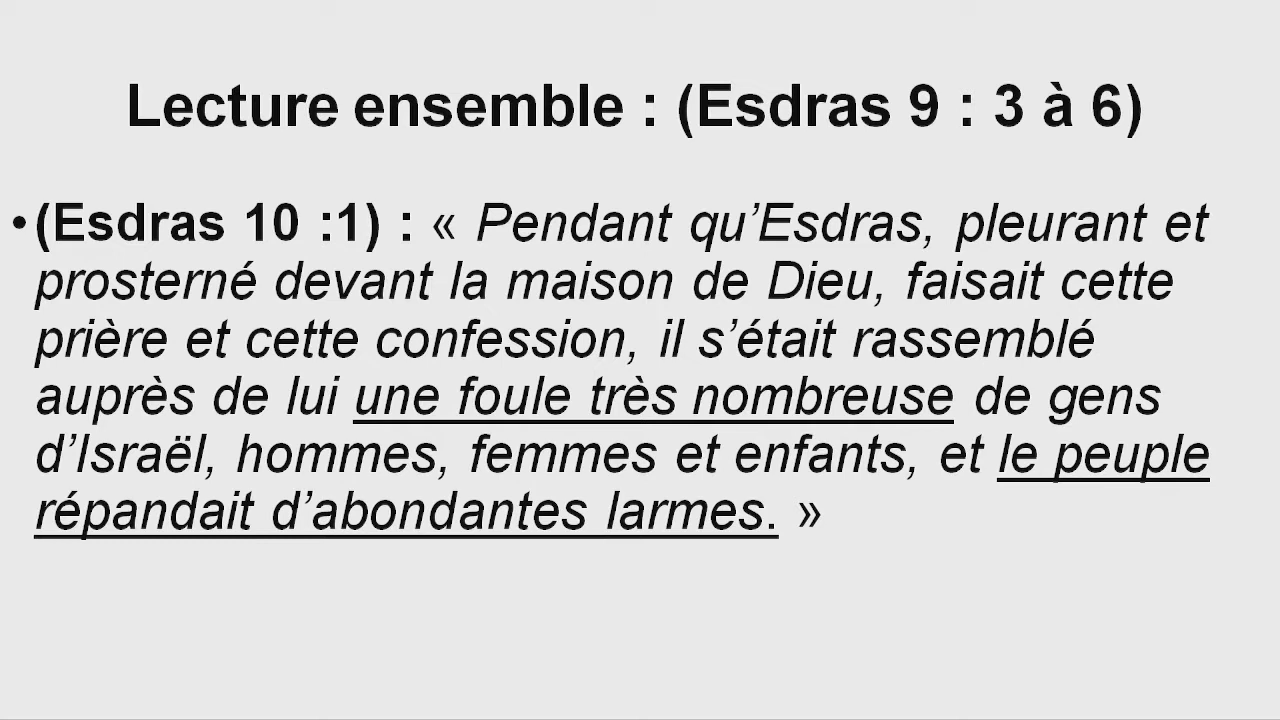 Lecture ensemble : (Esdras 9 : 3 à 6)
• (Esdras 10 :1) : « Pendant qu’Esdras, pleurant et
prosterné devant la maison de Dieu, faisait cette
prière et cette confession, il s’était rassemblé
auprès de lui une foule très nombreuse de gens
d’Israël, hommes, femmes et enfants, et le peuple
répandait d’abondantes larmes. »